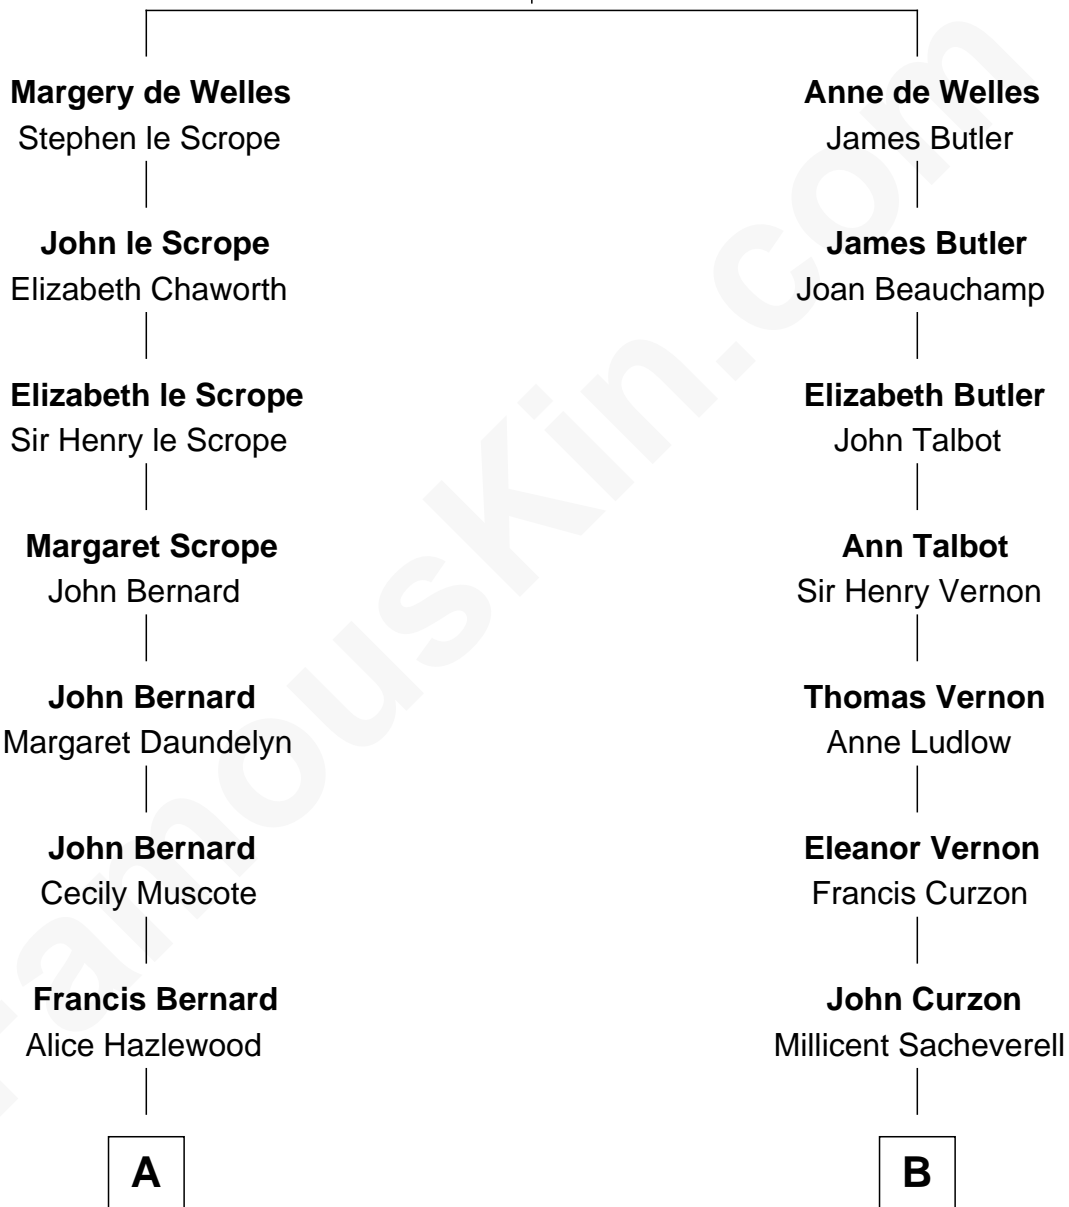 Margery de Welles
Stephen le Scrope
John le Scrope
Elizabeth Chaworth
Elizabeth le Scrope
Sir Henry le Scrope
Margaret Scrope
John Bernard
John Bernard
Margaret Daundelyn
John Bernard
Cecily Muscote
Francis Bernard
Alice Hazlewood
A
Anne de Welles
James Butler
James Butler
Joan Beauchamp
Elizabeth Butler
John Talbot
Ann Talbot
Sir Henry Vernon
Thomas Vernon
Anne Ludlow
Eleanor Vernon
Francis Curzon
John Curzon
Millicent Sacheverell
B
FamousKin.com